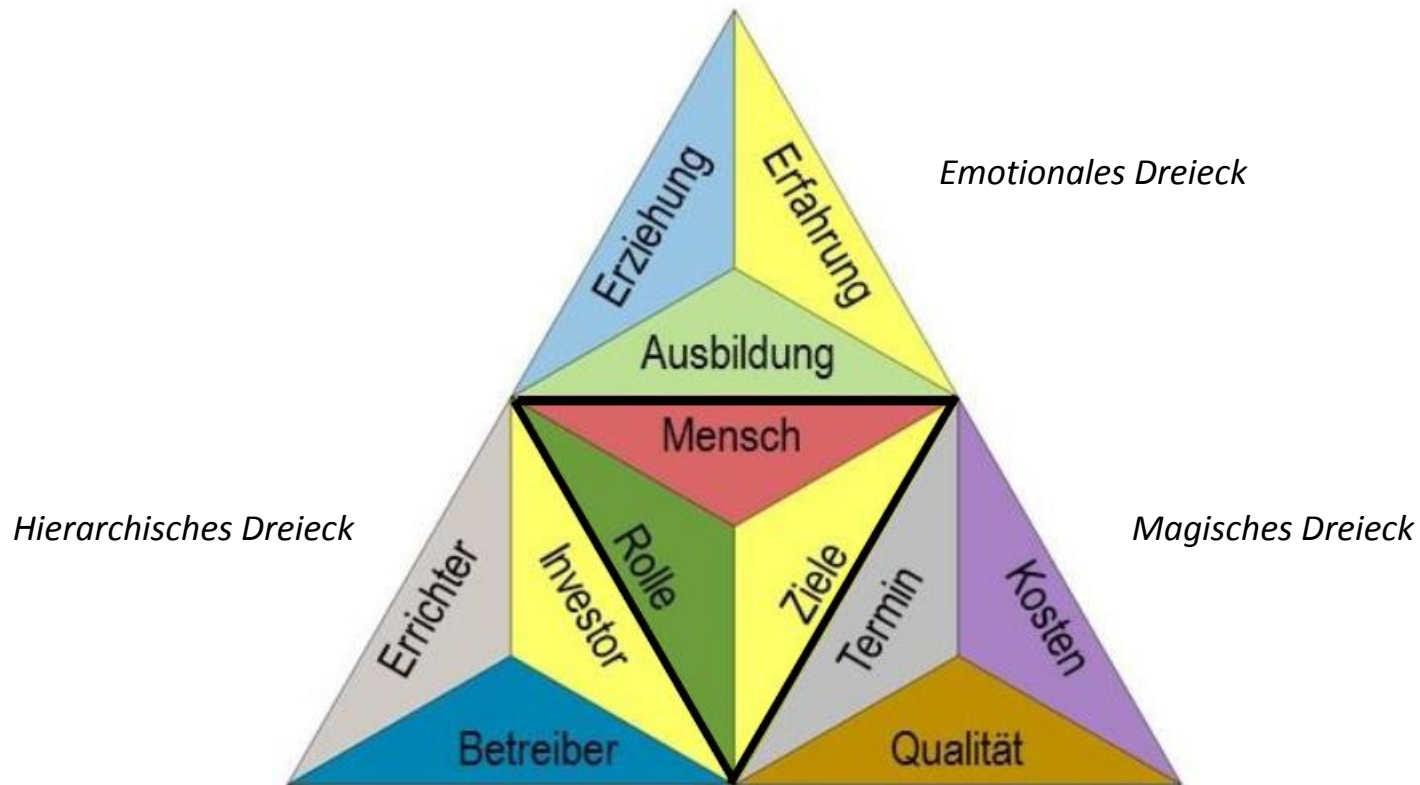 Emotionales Dreieck
Erziehung
Erfahrung
Ausbildung
Mensch
Hierarchisches Dreieck
Magisches Dreieck
Errichter
Investor
Rolle
Ziele
Termin
Kosten
Betreiber
Qualität